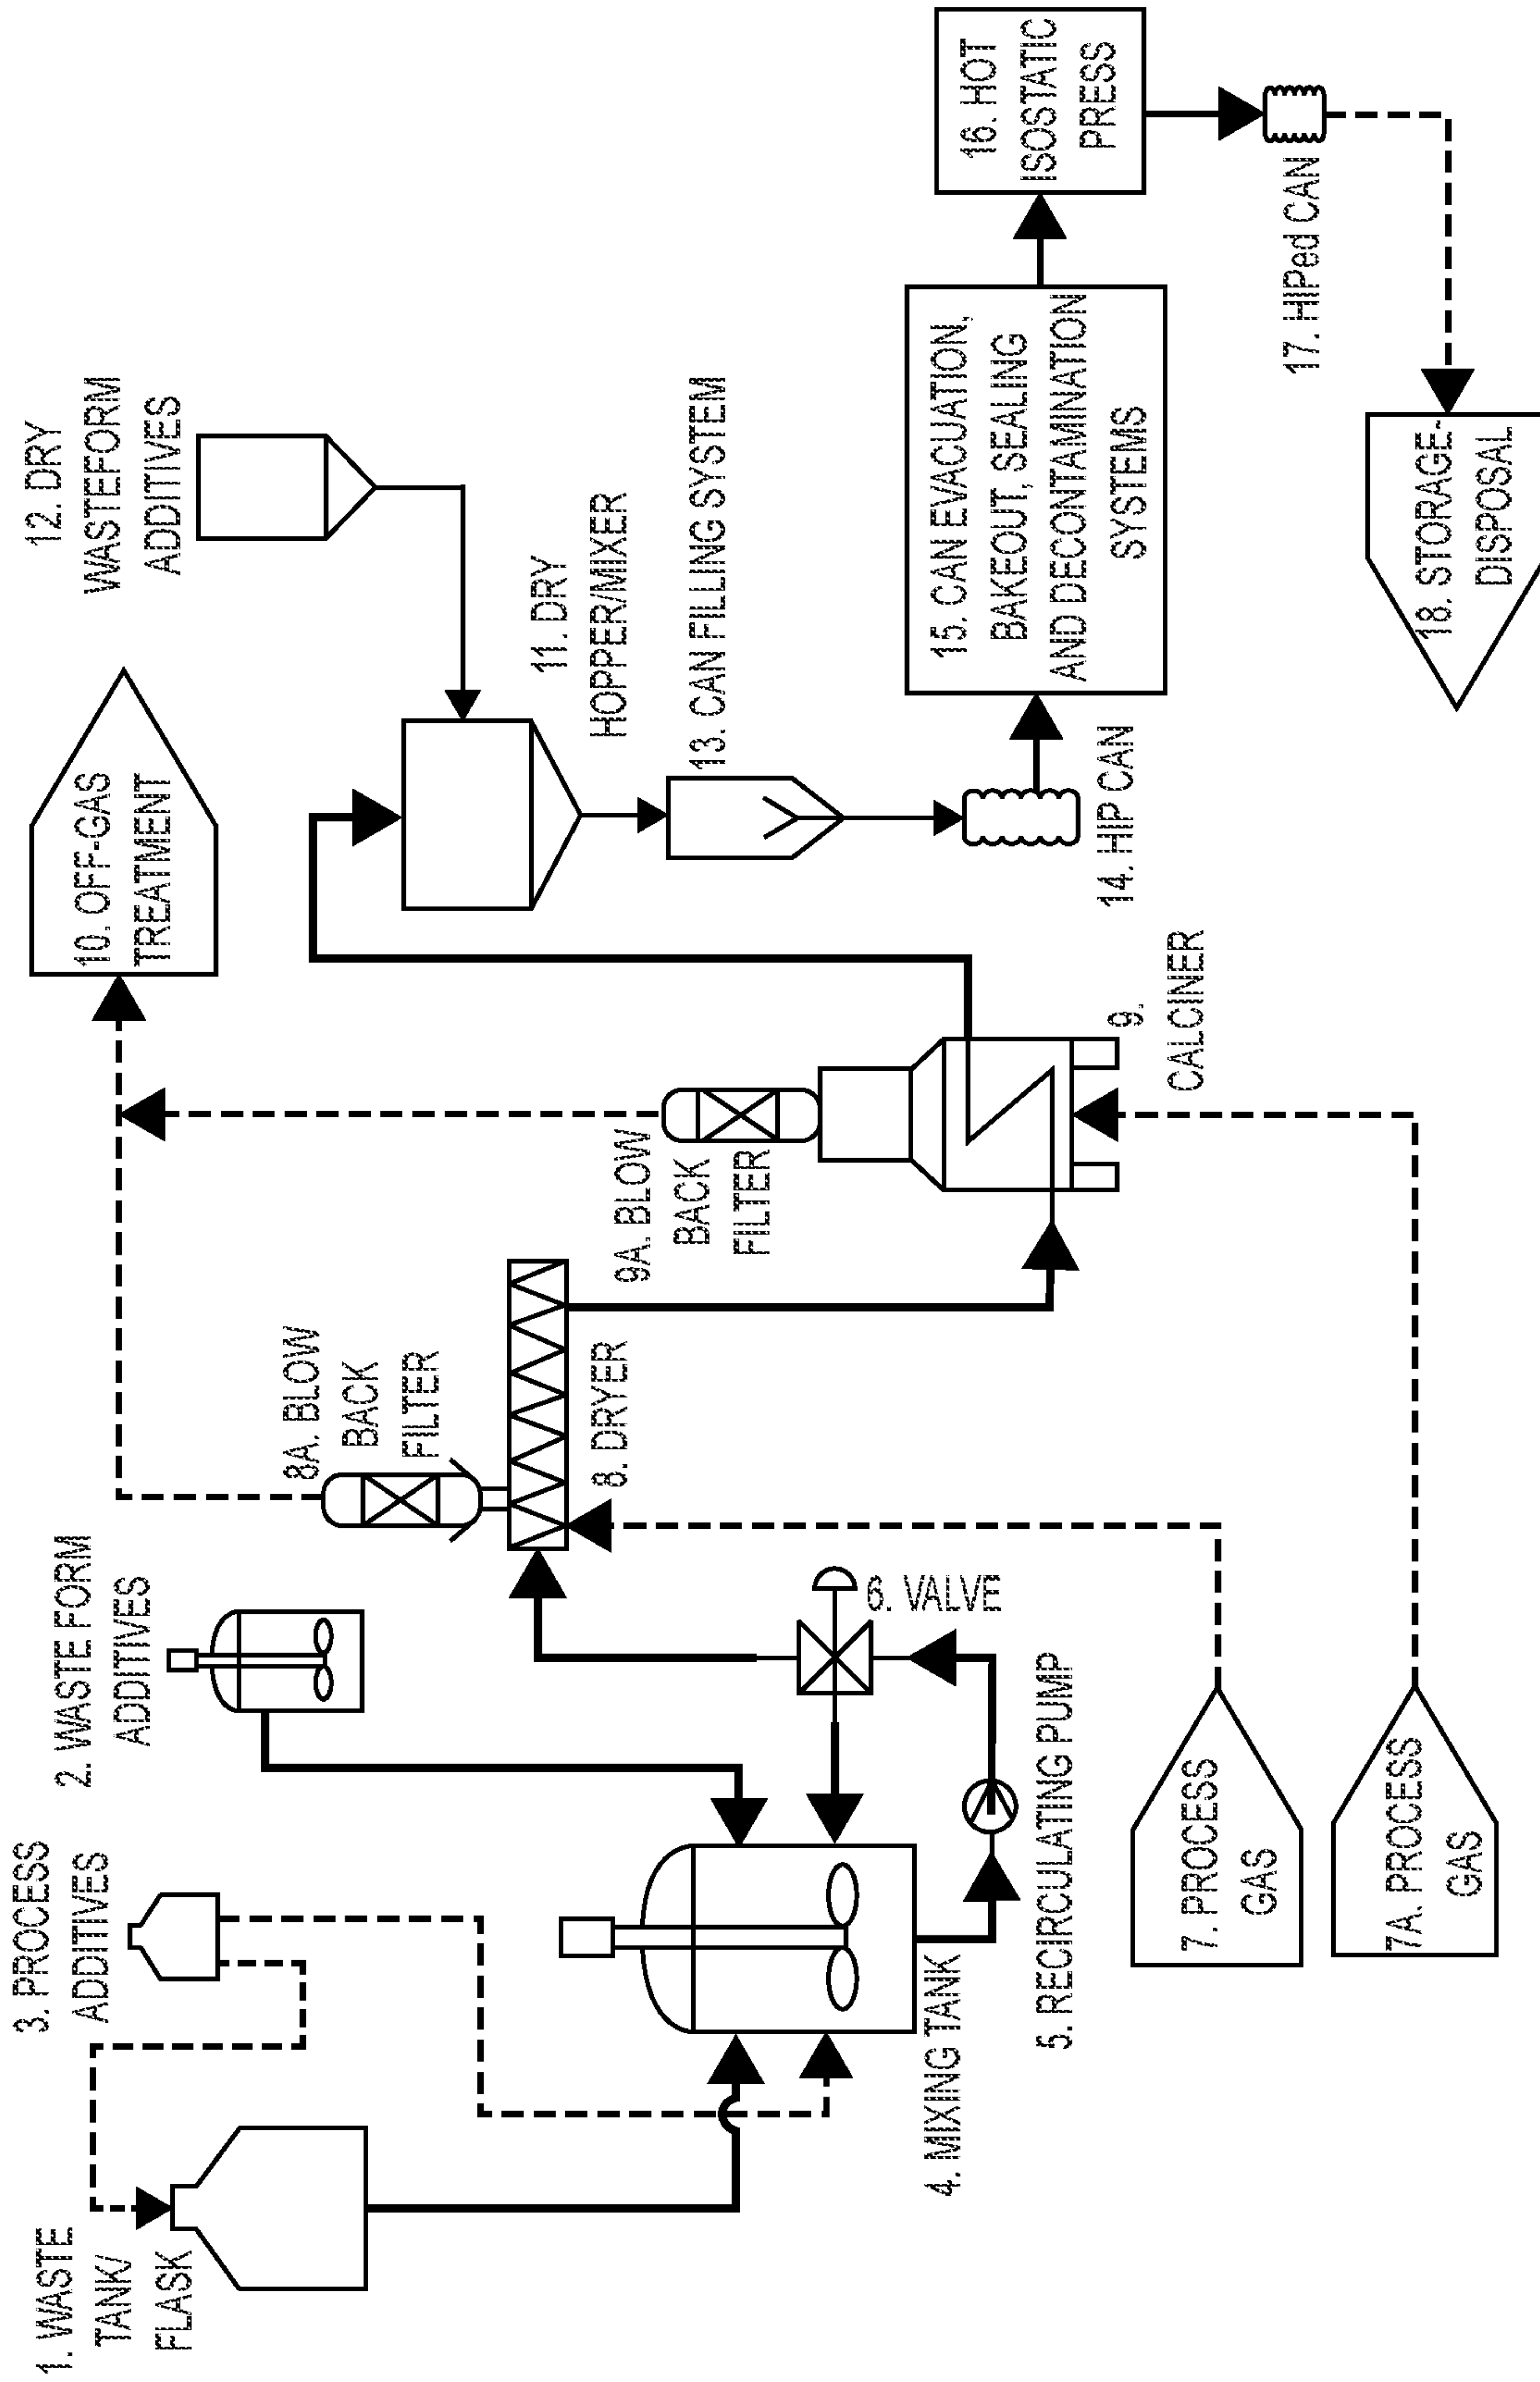 1. WASTE
TANK/
FLASK
3. PROCESS
ADDITIVES
2. WASTE FORM
ADDITIVES
4. MIXING TANK
5. RECIRCULATING PUMP
6. VALVE
7. PROCESS
GAS
7A. PROCESS
GAS
8A. BLOW
BACK
FILTER
8. DRYER
9A. BLOW
BACK
FILTER
9.
CALCINER
10. OFF-GAS
TREATMENT
12. DRY
WASTEFORM
ADDITIVES
11. DRY
HOPPER/MIXER
13. CAN FILLING SYSTEM
14. HIP CAN
15. CAN EVACUATION,
BAKEOUT, SEALING
AND DECONTAMINATION
SYSTEMS
16. HOT
ISOSTATIC
PRESS
17. HIPed CAN
18. STORAGE-
DISPOSAL